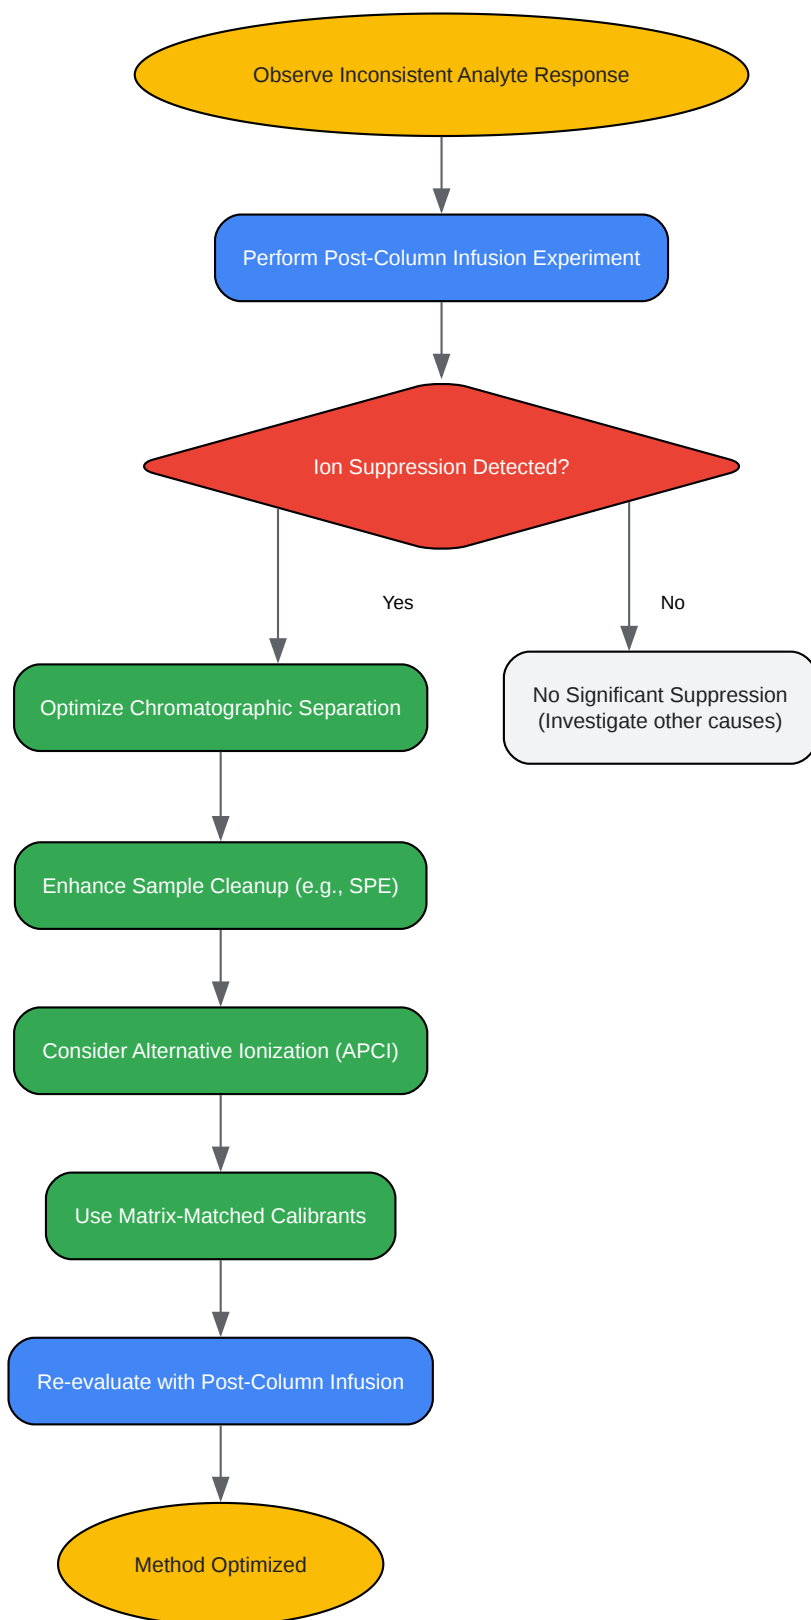 Observe Inconsistent Analyte Response
Perform Post-Column Infusion Experiment
Ion Suppression Detected?
Yes
No
Optimize Chromatographic Separation
No Significant Suppression
(Investigate other causes)
Enhance Sample Cleanup (e.g., SPE)
Consider Alternative Ionization (APCI)
Use Matrix-Matched Calibrants
Re-evaluate with Post-Column Infusion
Method Optimized